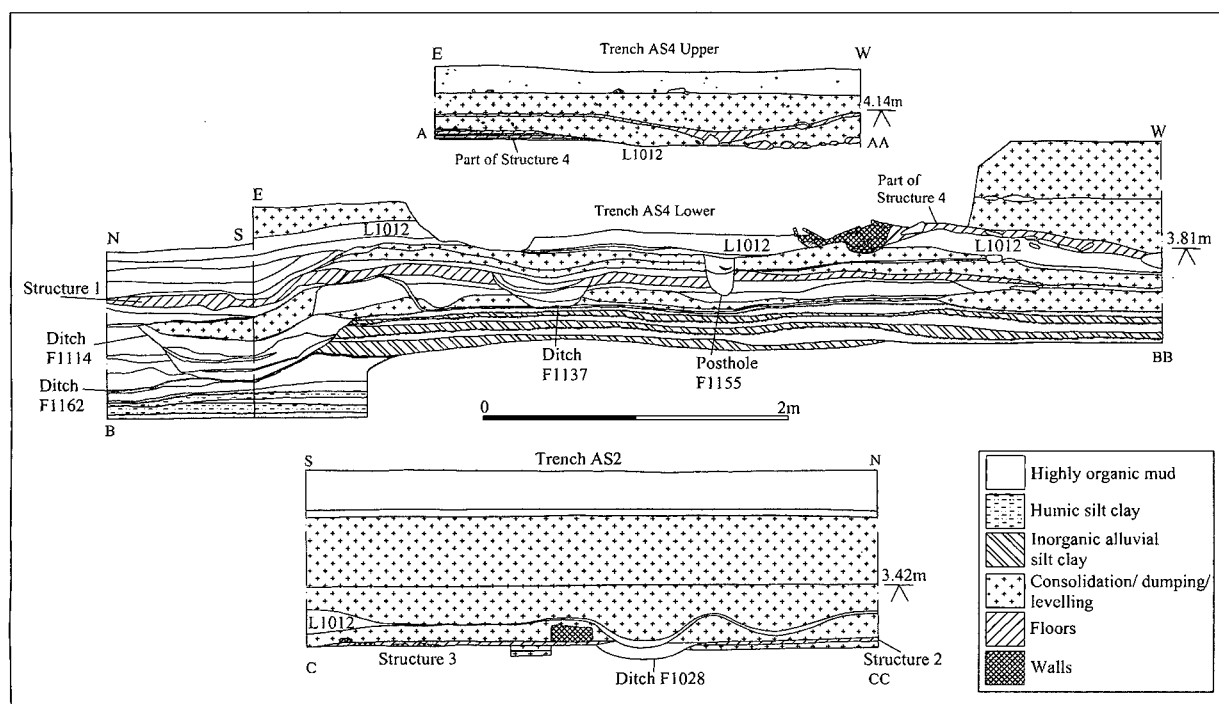 Trench AS4 Upper
E
W
4.14m
A
AA
Part of Structure 4
L1012
Part of
Structure 4
W
E
Trench AS4 Lower
N
S
L1012
L1012
L1012
3.81m
Structure 1
Ditch
F1114
Ditch
F1162
Ditch
F1137
Posthole
F1155
BB
B
0
2m
S
Trench AS2
N
3.42m
L1012
Structure 3
Structure 2
C
Ditch F1028
CC
Highly organic mud
Humic silt clay
Inorganic alluvial
silt clay
Consolidation/ dumping/
levelling
Floors
Walls